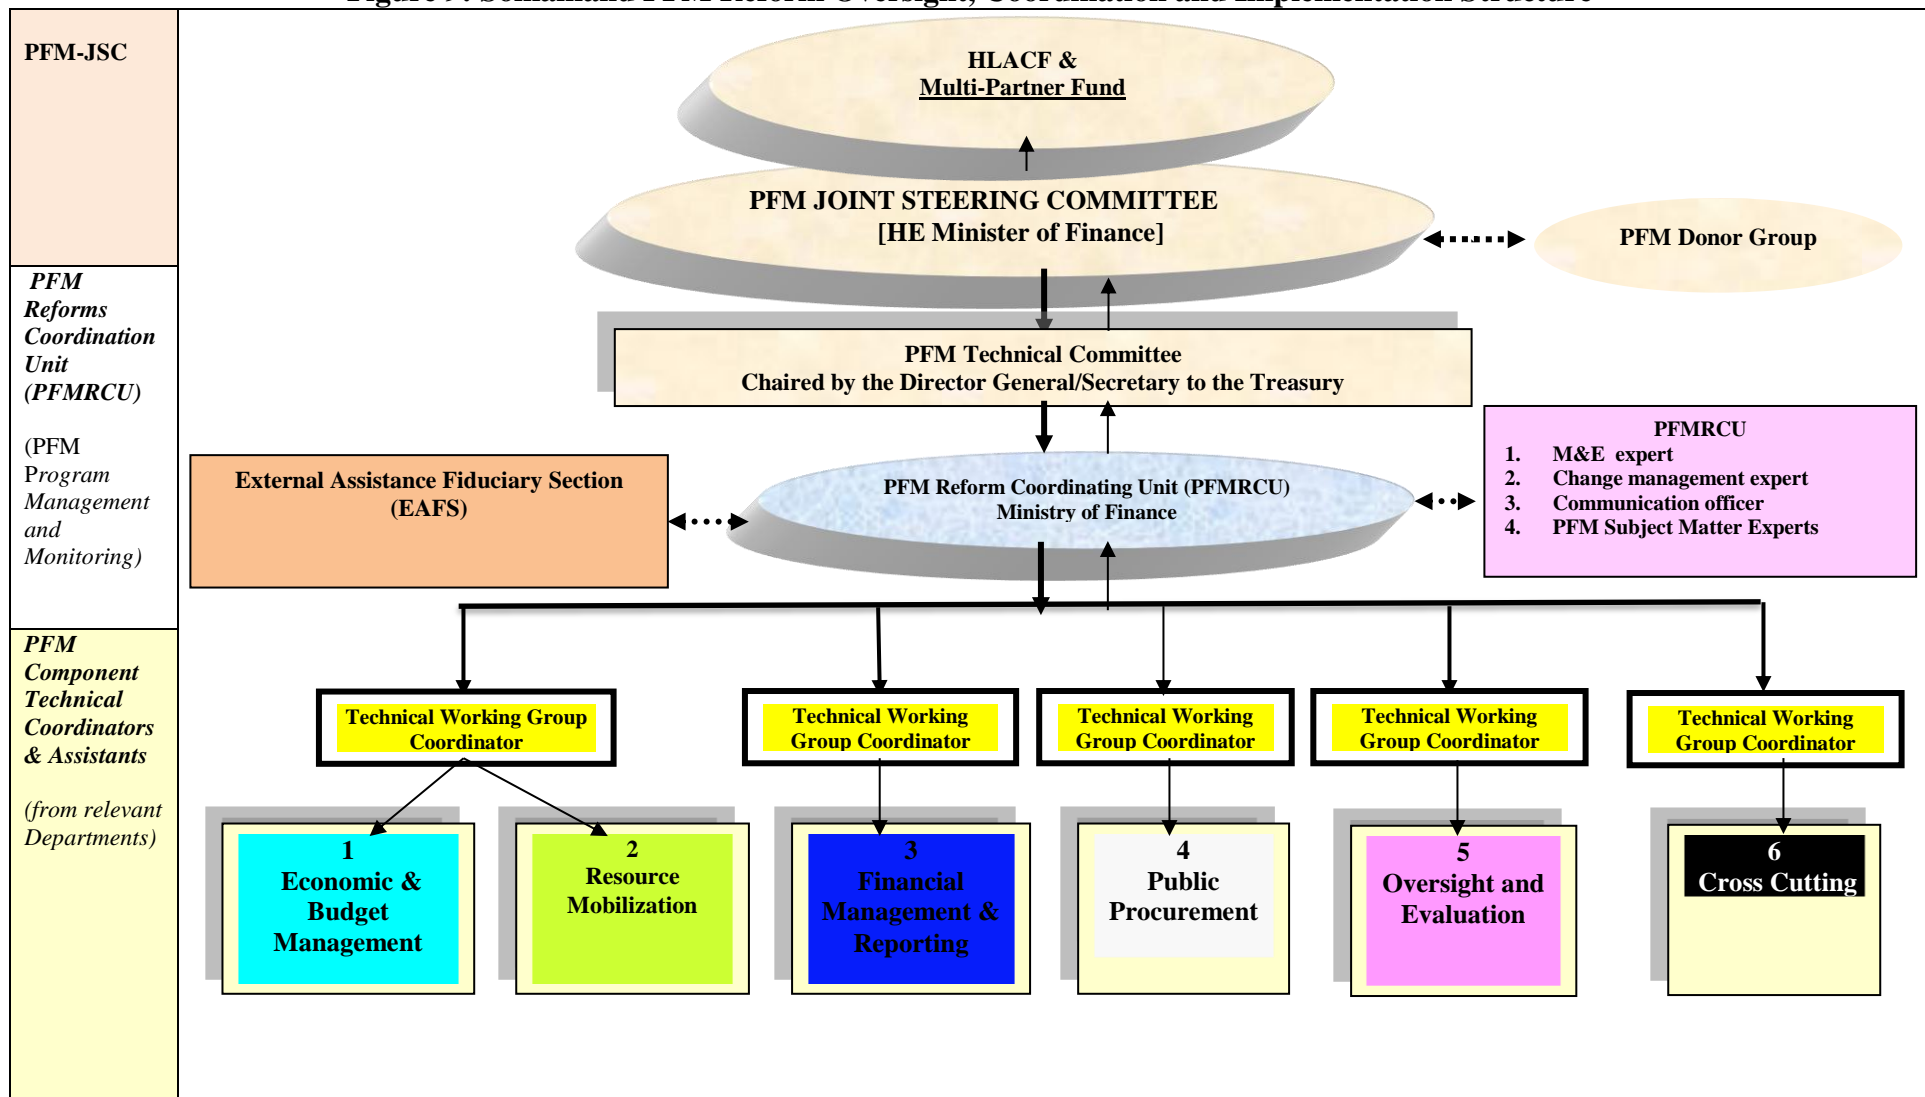 PFM-JSC
HLACF &
Multi-Partner Fund
PFM JOINT STEERING COMMITTEE
[HE Minister of Finance]
PFM Donor Group
PFM
Reforms
Coordination
Unit
(PFMRCU)
(PFM
Program
Management
and
Monitoring)
PFM Technical Committee
Chaired by the Director General/Secretary to the Treasury
External Assistance Fiduciary Section
(EAFS)
PFM Reform Coordinating Unit (PFMRCU)
Ministry of Finance
PFMRCU
1. M&E expert
2. Change management expert
3. Communication officer
4. PFM Subject Matter Experts
PFM
Component
Technical
Coordinators
& Assistants
(from relevant
Departments)
Technical Working Group
Coordinator
Technical Working
Group Coordinator
Technical Working
Group Coordinator
Technical Working
Group Coordinator
Technical Working
Group Coordinator
1
Economic &
Budget
Management
2
Resource
Mobilization
3
Financial
Management &
Reporting
4
Public
Procurement
5
Oversight and
Evaluation
6
Cross Cutting